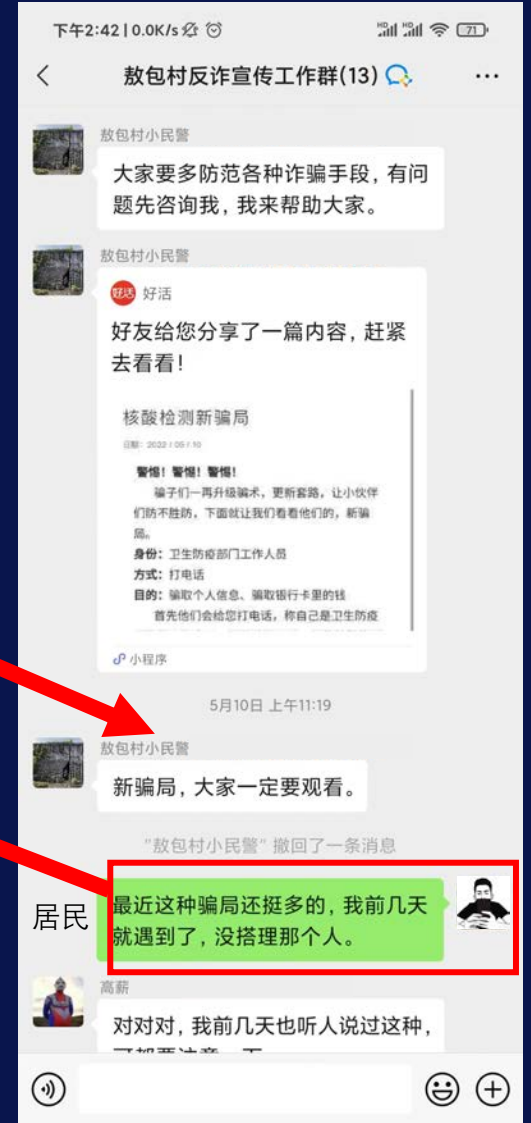 下午2:42 | 0.0K/s
71
敖包村反诈宣传工作群(13)
敖包村小民警
大家要多防范各种诈骗手段，有问
题先咨询我，我来帮助大家。
敖包村小民警
好活 好活
好友给您分享了一篇内容，赶紧
去看看！
核酸检测新骗局
日期：2022 / 05 / 10
警惕！警惕！警惕！
骗子们一再升级骗术，更新套路，让小伙伴
们防不胜防，下面就让我们看看他们的，新骗
局。
身份：卫生防疫部门工作人员
方式：打电话
目的：骗取个人信息、骗取银行卡里的钱
首先他们会给您打电话，称自己是卫生防疫
小程序
5月10日 上午11:19
敖包村小民警
新骗局，大家一定要观看。
"敖包村小民警" 撤回了一条消息
居民
最近这种骗局还挺多的，我前几天
就遇到了，没搭理那个人。
高薪
对对对，我前几天也听人说过这种，